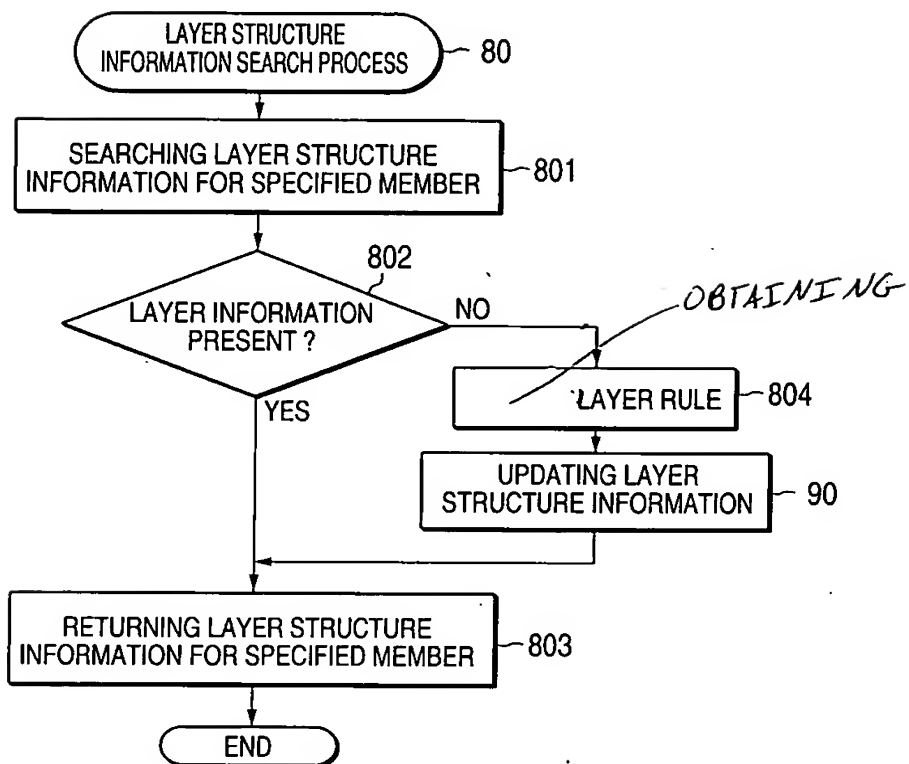 LAYER STRUCTURE
INFORMATION SEARCH PROCESS
80
SEARCHING LAYER STRUCTURE
INFORMATION FOR SPECIFIED MEMBER
801
802
LAYER INFORMATION
PRESENT ?
NO
YES
OBTAINING
LAYER RULE
804
UPDATING LAYER
STRUCTURE INFORMATION
90
RETURNING LAYER STRUCTURE
INFORMATION FOR SPECIFIED MEMBER
803
END